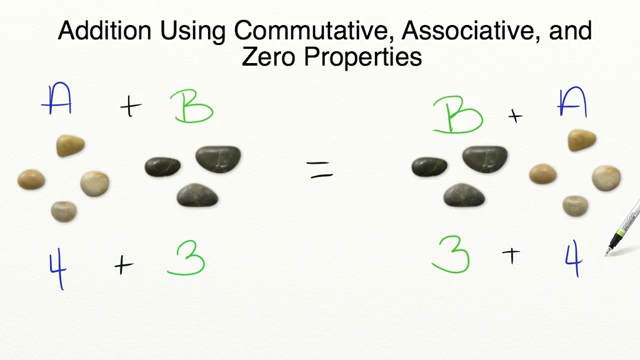 Addition Using Commutative, Associative, and
Zero Properties
A + B
B + A
=
4 + 3
3 + 4